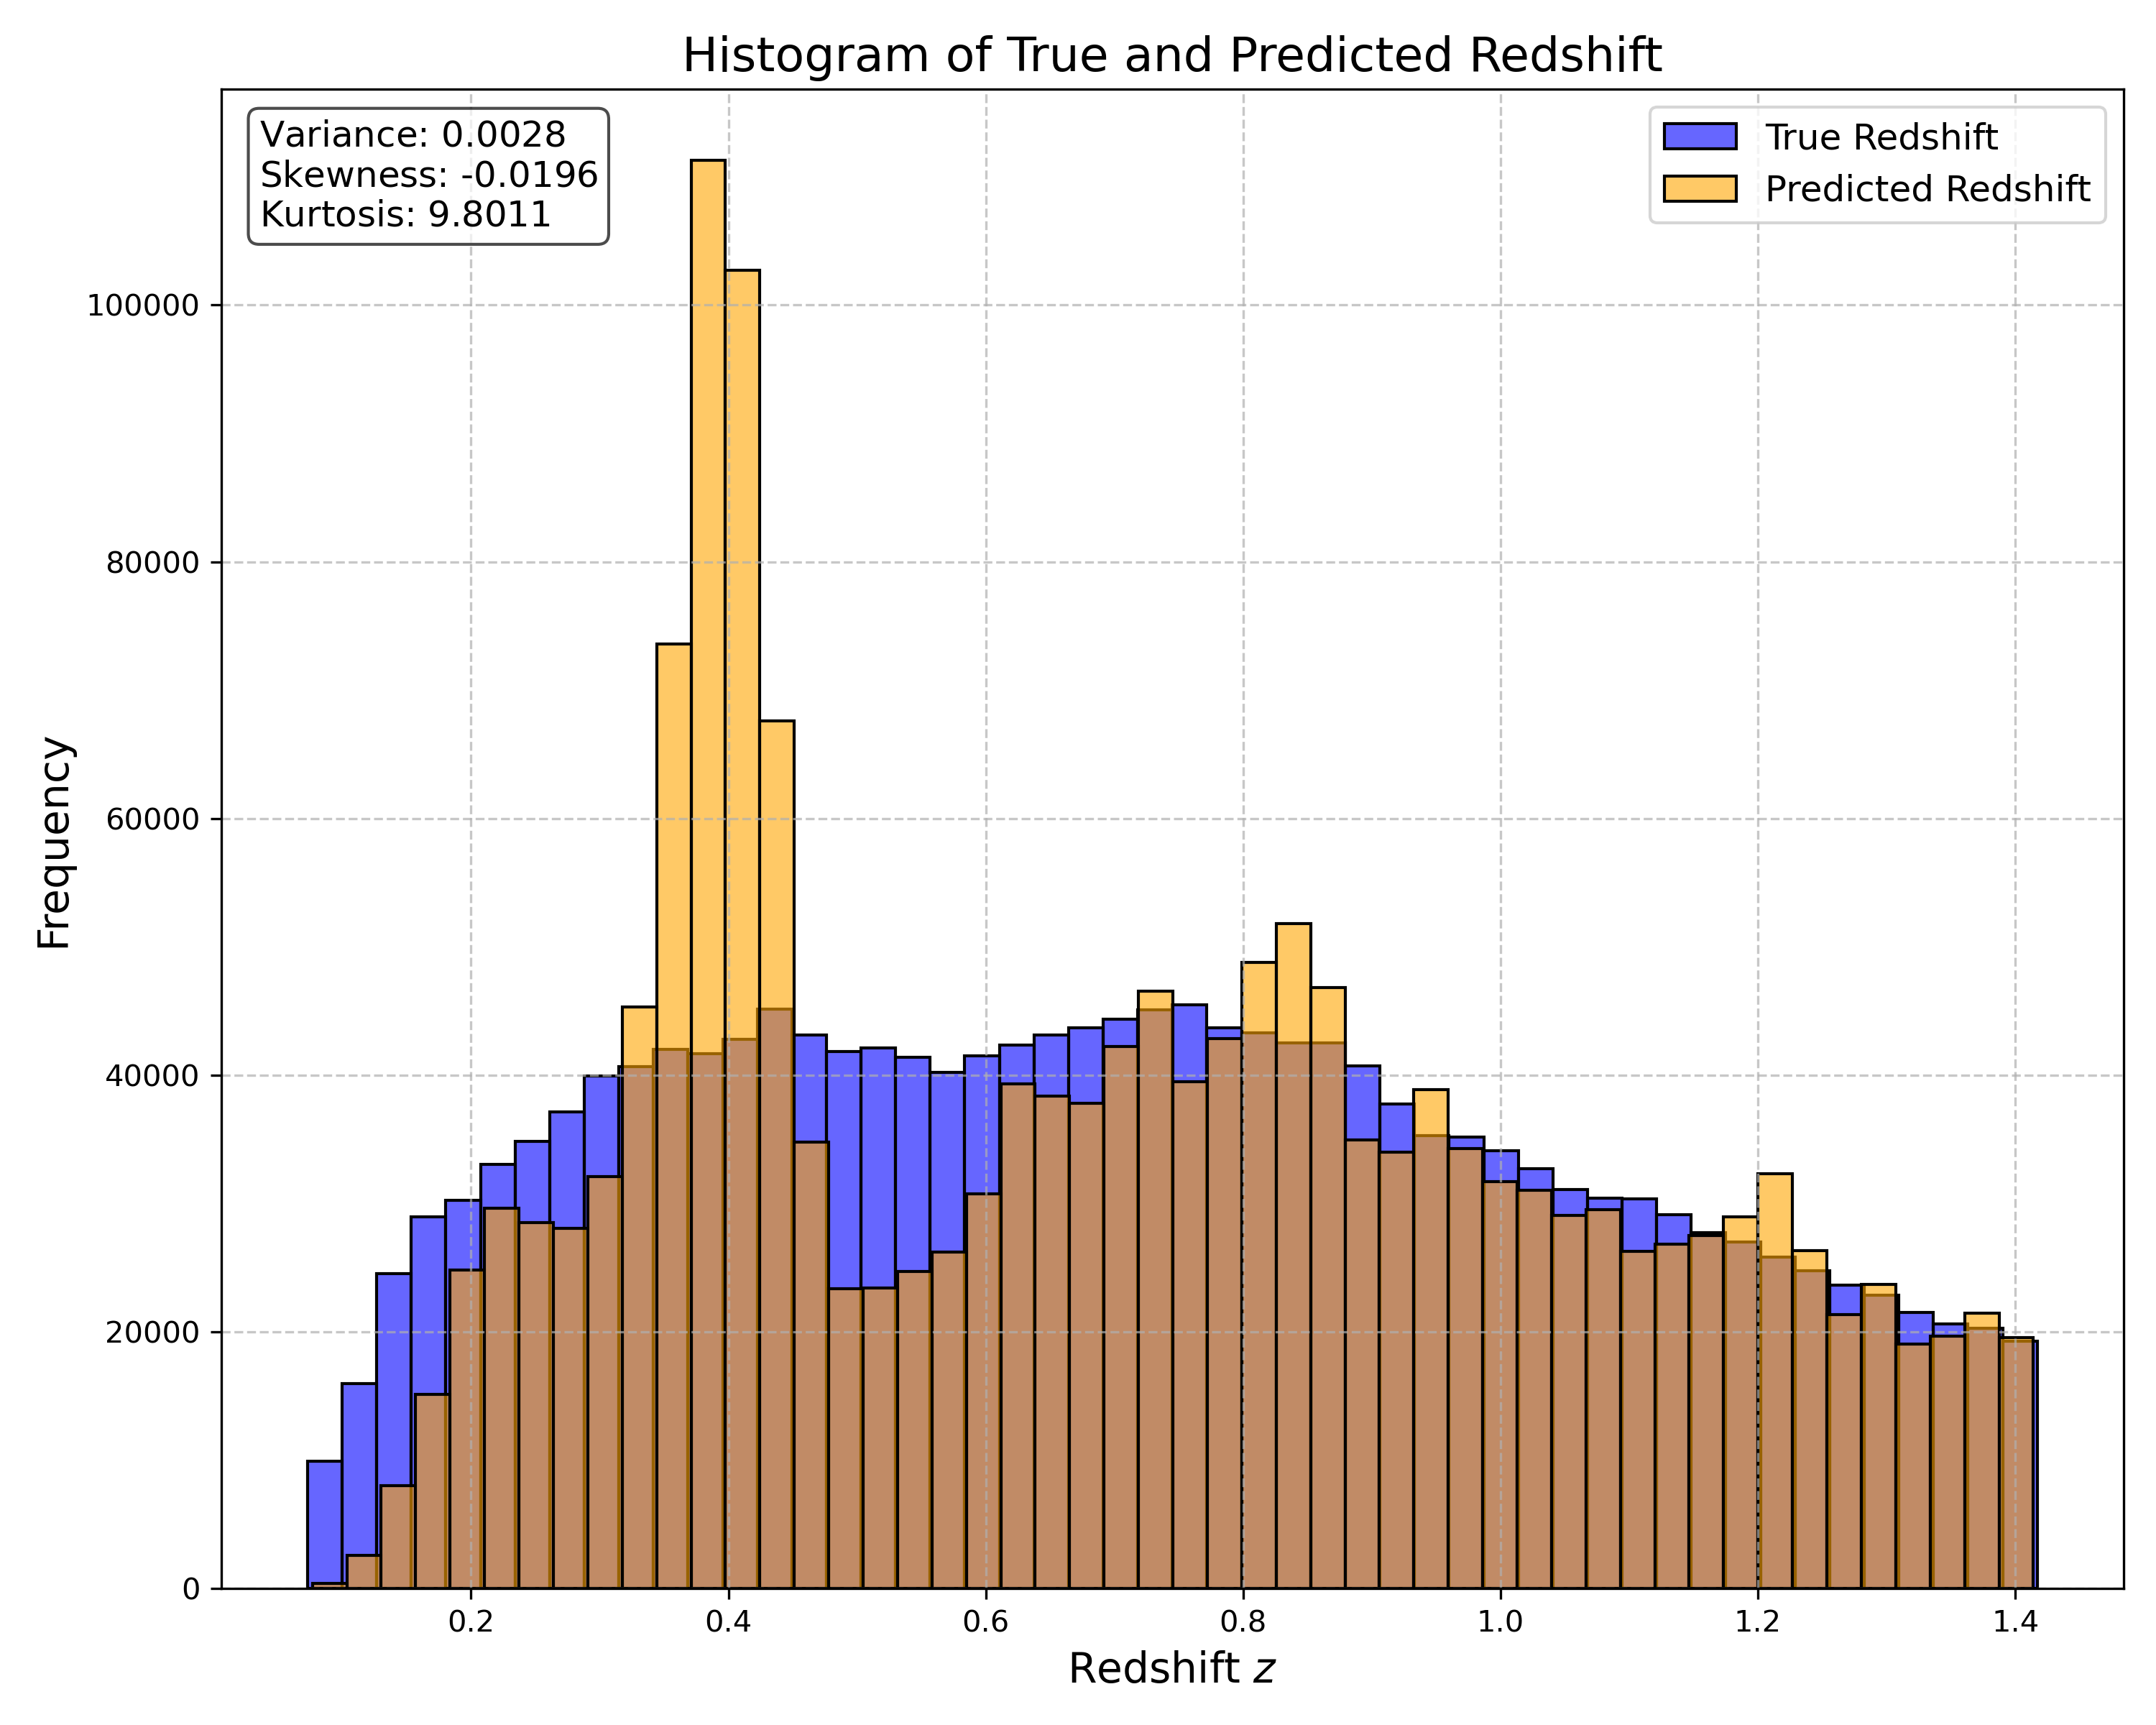 Histogram of True and Predicted Redshift
Variance: 0.0028
Skewness: -0.0196
Kurtosis: 9.8011
True Redshift
Predicted Redshift
Frequency
100000
80000
60000
40000
20000
0
0.2 0.4 0.6 0.8 1.0 1.2 1.4
Redshift z